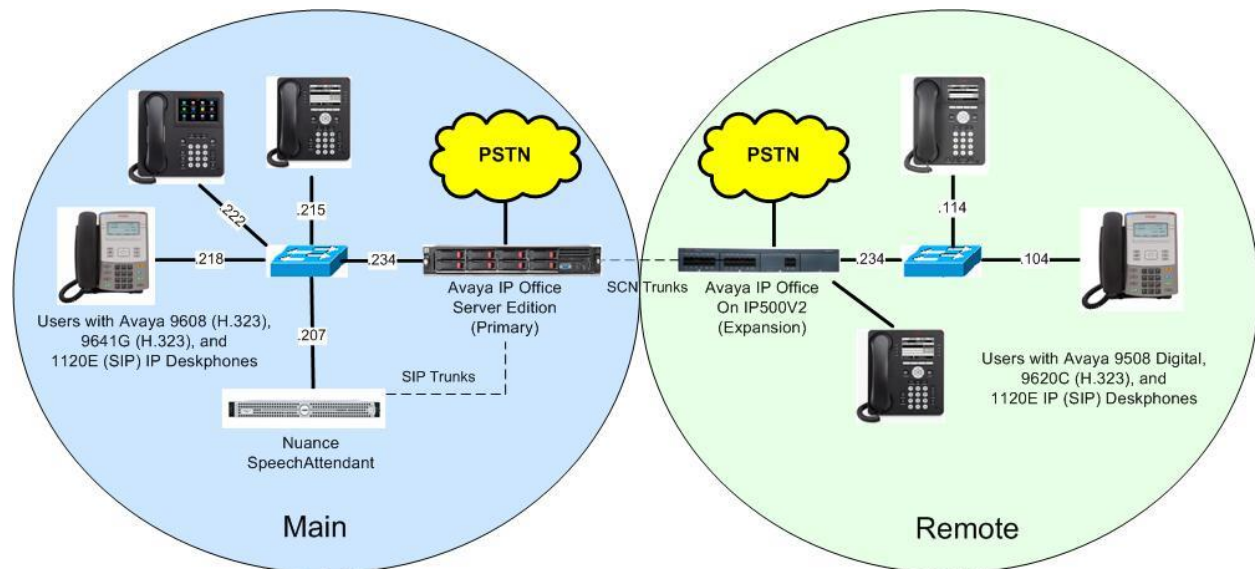 PSTN
.222
.215
.218
.234
Avaya IP Office
Server Edition
(Primary)
Users with Avaya 9608 (H.323),
9641G (H.323), and
1120E (SIP) IP Deskphones
.207
SIP Trunks
Nuance
SpeechAttendant
Main
SCN Trunks
PSTN
.114
.234
.104
Avaya IP Office
On IP500V2
(Expansion)
Users with Avaya 9508 Digital,
9620C (H.323), and
1120E IP (SIP) Deskphones
Remote